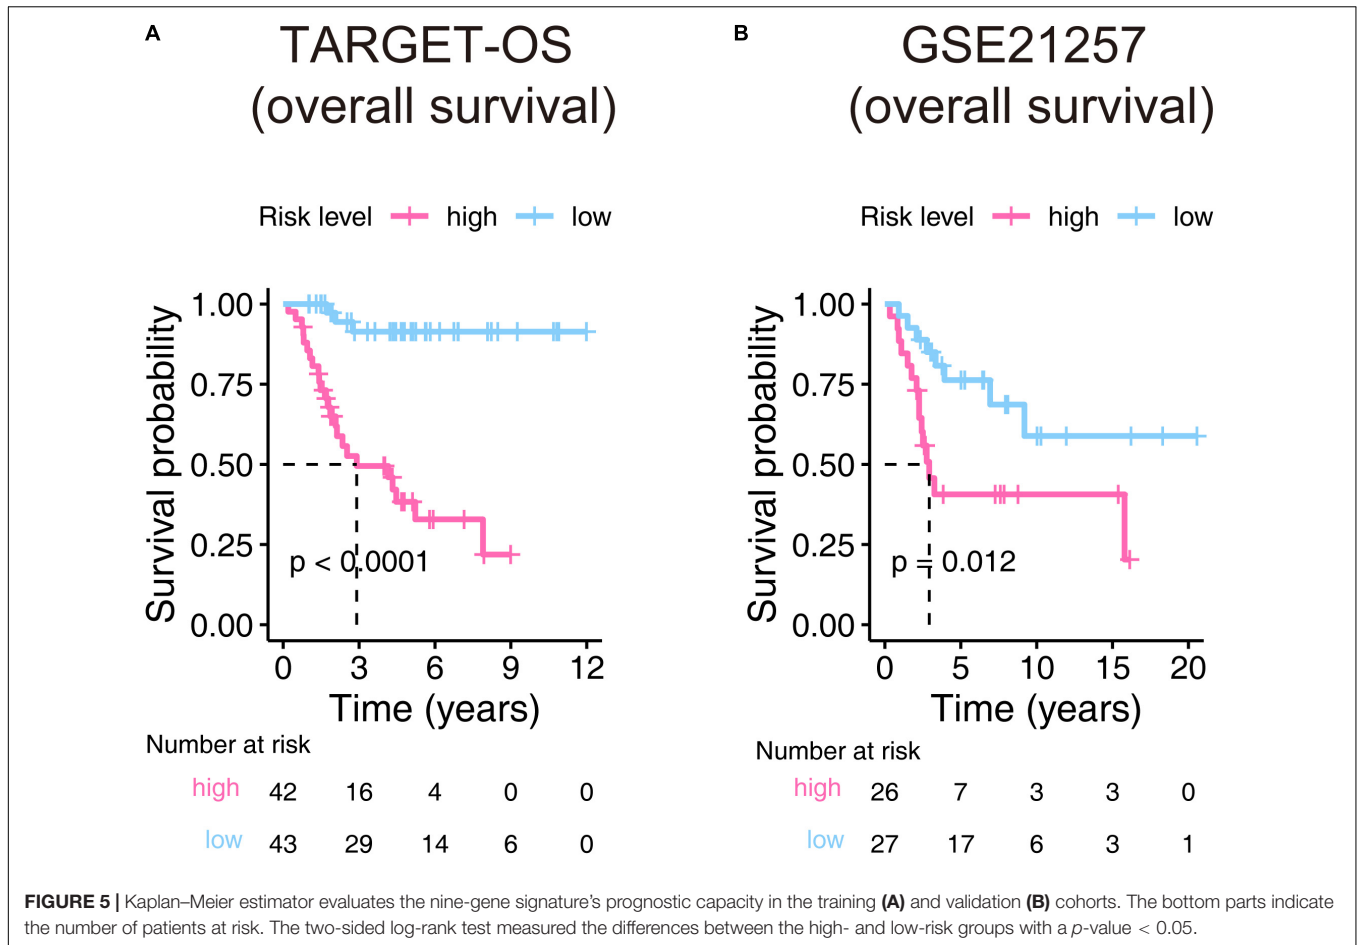 A
TARGET-OS
(overall survival)
Risk level high low
Survival probability
1.00
0.75
0.50
0.25
0.00
p < 0.0001
0 3 6 9 12
Time (years)
Number at risk
high 42 16 4 0 0
low 43 29 14 6 0
B
GSE21257
(overall survival)
Risk level high low
Survival probability
1.00
0.75
0.50
0.25
0.00
p = 0.012
0 5 10 15 20
Time (years)
Number at risk
high 26 7 3 3 0
low 27 17 6 3 1
FIGURE 5 | Kaplan–Meier estimator evaluates the nine-gene signature's prognostic capacity in the training (A) and validation (B) cohorts. The bottom parts indicate
the number of patients at risk. The two-sided log-rank test measured the differences between the high- and low-risk groups with a p-value < 0.05.